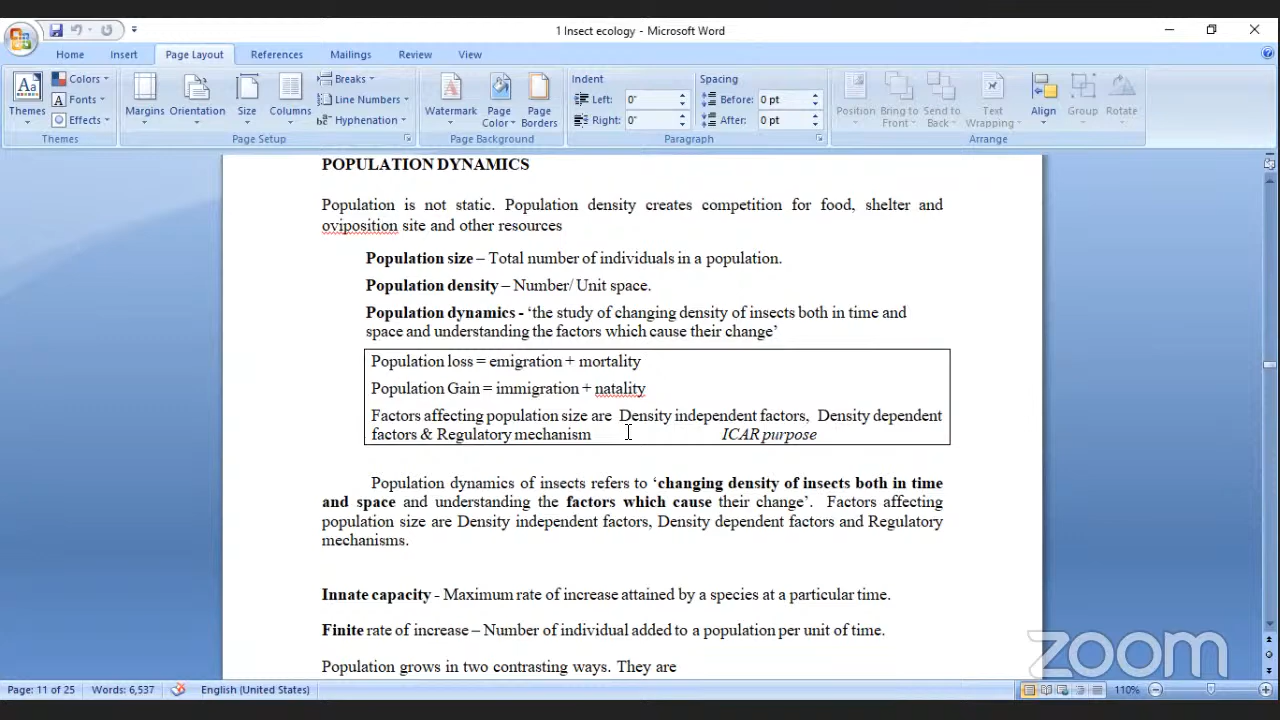 1 Insect ecology - Microsoft Word
Home Insert Page Layout References Mailings Review View
Themes
Colors
Fonts
Effects
Themes
Margins Orientation Size Columns
Breaks
Line Numbers
Hyphenation
Page Setup
Watermark Page Color Page Borders
Page Background
Indent
Left: 0"
Right: 0"
Spacing
Before: 0 pt
After: 0 pt
Paragraph
Position Bring to Front Send to Back Text Wrapping Align Group Rotate
Arrange
POPULATION DYNAMICS
Population is not static. Population density creates competition for food, shelter and
oviposition site and other resources
Population size – Total number of individuals in a population.
Population density – Number/ Unit space.
Population dynamics - ‘the study of changing density of insects both in time and
space and understanding the factors which cause their change’
Population loss = emigration + mortality
Population Gain = immigration + natality
Factors affecting population size are Density independent factors, Density dependent
factors & Regulatory mechanism ICAR purpose
Population dynamics of insects refers to ‘changing density of insects both in time
and space and understanding the factors which cause their change’. Factors affecting
population size are Density independent factors, Density dependent factors and Regulatory
mechanisms.
Innate capacity - Maximum rate of increase attained by a species at a particular time.
Finite rate of increase – Number of individual added to a population per unit of time.
Population grows in two contrasting ways. They are
zoom
Page: 11 of 25 Words: 6,537 English (United States) 110%